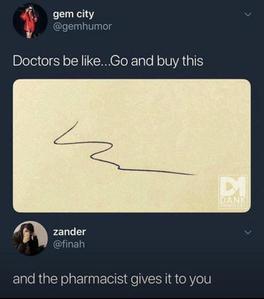 gem city
@gemhumor
Doctors be like...Go and buy this
DM
DANK
zander
@finah
and the pharmacist gives it to you